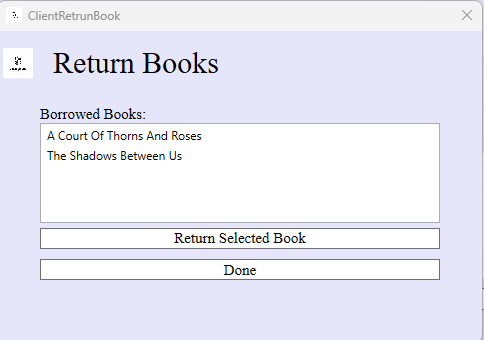 ClientRetrunBook
Return Books
Borrowed Books:
A Court Of Thorns And Roses
The Shadows Between Us
Return Selected Book
Done